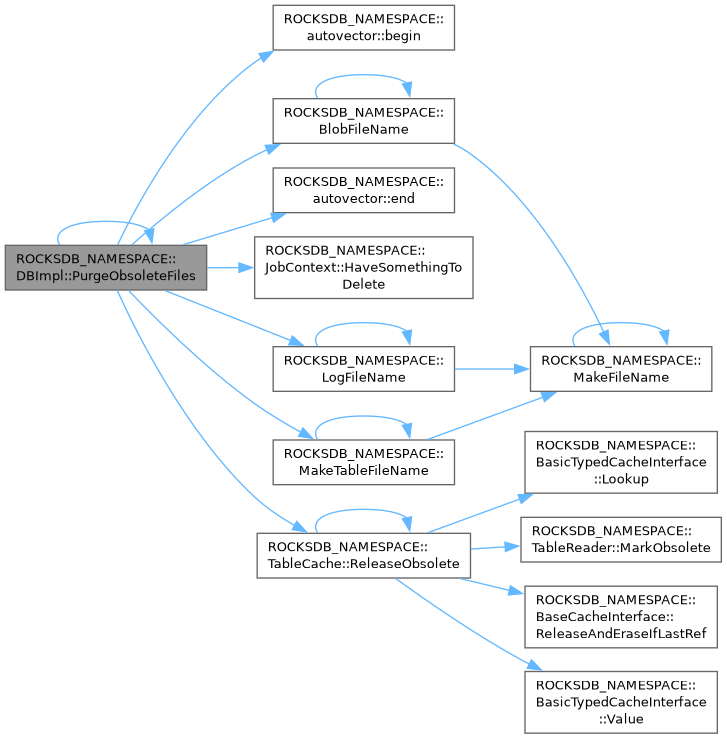 ROCKSDB_NAMESPACE::
autovector::begin
ROCKSDB_NAMESPACE::
BlobFileName
ROCKSDB_NAMESPACE::
autovector::end
ROCKSDB_NAMESPACE::
DBImpl::PurgeObsoleteFiles
ROCKSDB_NAMESPACE::
JobContext::HaveSomethingTo
Delete
ROCKSDB_NAMESPACE::
LogFileName
ROCKSDB_NAMESPACE::
MakeFileName
ROCKSDB_NAMESPACE::
MakeTableFileName
ROCKSDB_NAMESPACE::
BasicTypedCacheInterface
::Lookup
ROCKSDB_NAMESPACE::
TableCache::ReleaseObsolete
ROCKSDB_NAMESPACE::
TableReader::MarkObsolete
ROCKSDB_NAMESPACE::
BaseCacheInterface::
ReleaseAndEraseIfLastRef
ROCKSDB_NAMESPACE::
BasicTypedCacheInterface
::Value